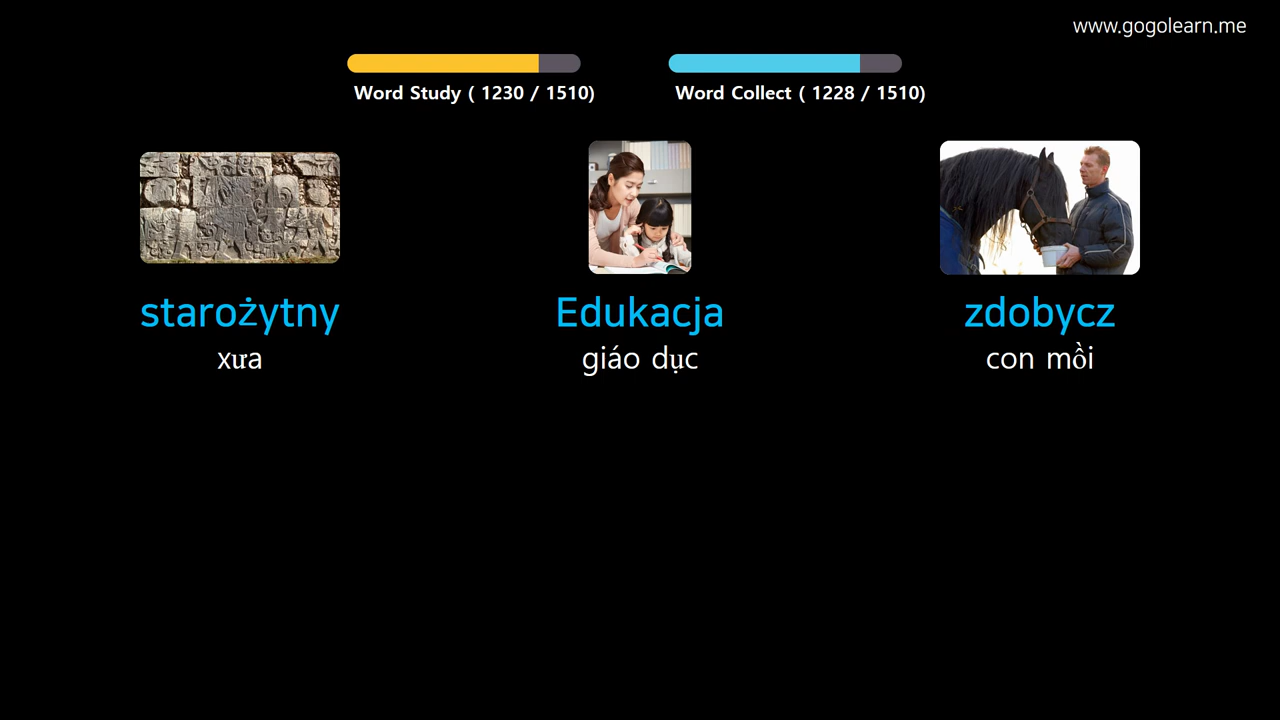 www.gogolearn.me
Word Study ( 1230 / 1510)
Word Collect ( 1228 / 1510)
starożytny
xưa
Edukacja
giáo dục
zdobycz
con mồi